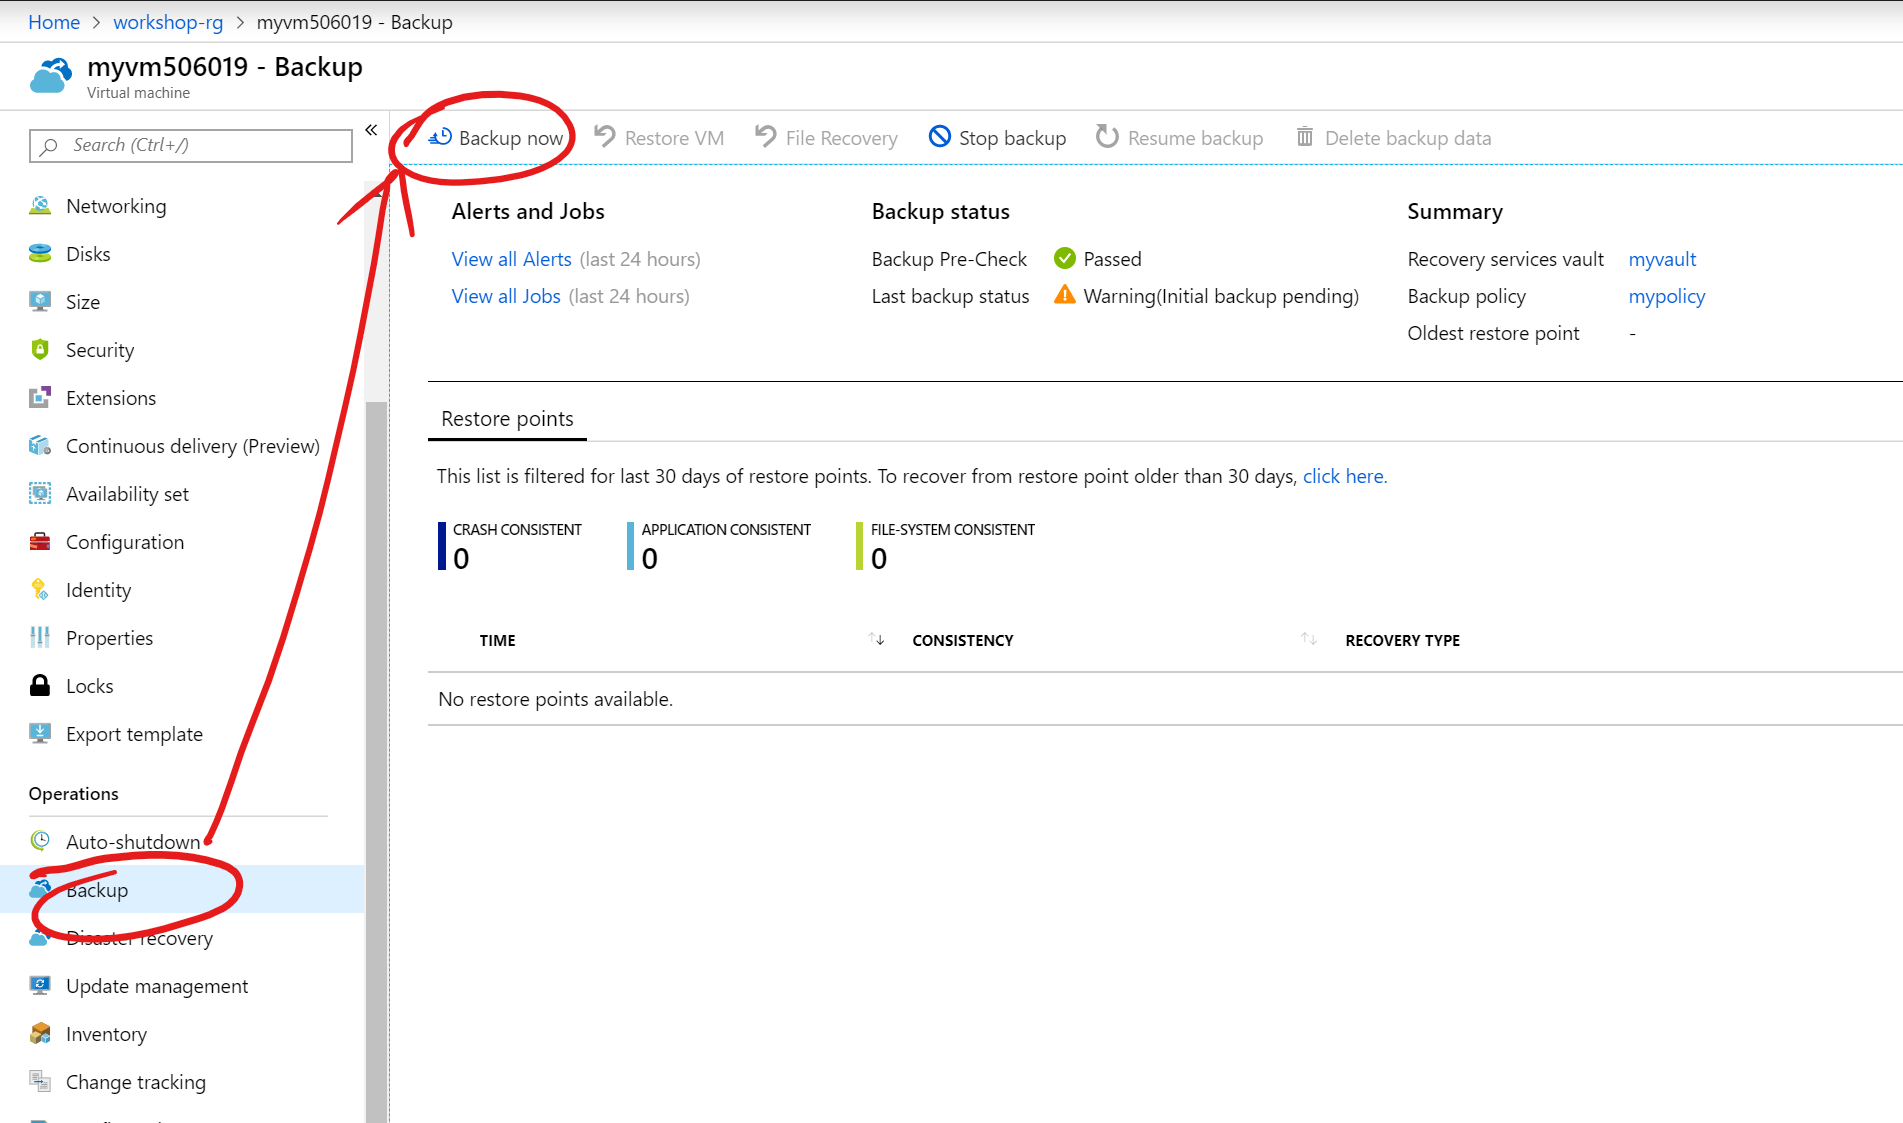 Home > workshop-rg > myvm506019 - Backup
myvm506019 - Backup
Virtual machine
Search (Ctrl+/)
«
Networking
Disks
Size
Security
Extensions
Continuous delivery (Preview)
Availability set
Configuration
Identity
Properties
Locks
Export template
Operations
Auto-shutdown
Backup
Disaster recovery
Update management
Inventory
Change tracking
Backup now Restore VM File Recovery Stop backup Resume backup Delete backup data
Alerts and Jobs
View all Alerts (last 24 hours)
View all Jobs (last 24 hours)
Backup status
Backup Pre-Check Passed
Last backup status Warning(Initial backup pending)
Summary
Recovery services vault myvault
Backup policy mypolicy
Oldest restore point -
Restore points
This list is filtered for last 30 days of restore points. To recover from restore point older than 30 days, click here.
CRASH CONSISTENT
0
APPLICATION CONSISTENT
0
FILE-SYSTEM CONSISTENT
0
TIME ↑↓ CONSISTENCY ↑↓ RECOVERY TYPE
No restore points available.